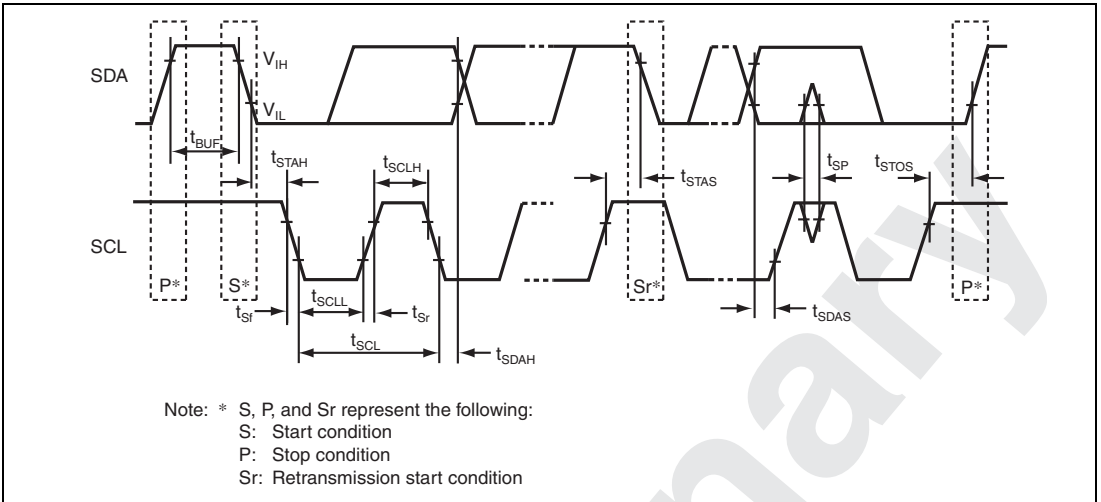 SDA
V_IH
V_IL
t_BUF
t_STAH
t_SCLH
t_STAS
t_SP
t_STOS
SCL
P*
S*
Sr*
P*
t_Sf
t_SCLL
t_Sr
t_SDAS
t_SCL
t_SDAH
Note: * S, P, and Sr represent the following:
S: Start condition
P: Stop condition
Sr: Retransmission start condition
nary